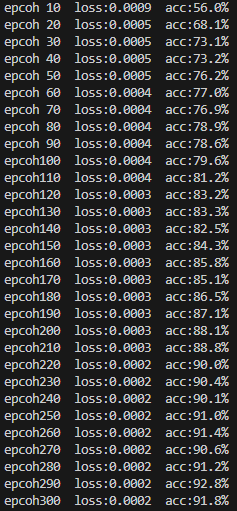 epcoh 10  loss:0.0009  acc:56.0%
epcoh 20  loss:0.0005  acc:68.1%
epcoh 30  loss:0.0005  acc:73.1%
epcoh 40  loss:0.0005  acc:73.2%
epcoh 50  loss:0.0005  acc:76.2%
epcoh 60  loss:0.0004  acc:77.0%
epcoh 70  loss:0.0004  acc:76.9%
epcoh 80  loss:0.0004  acc:78.9%
epcoh 90  loss:0.0004  acc:78.6%
epcoh100  loss:0.0004  acc:79.6%
epcoh110  loss:0.0004  acc:81.2%
epcoh120  loss:0.0003  acc:83.2%
epcoh130  loss:0.0003  acc:83.3%
epcoh140  loss:0.0003  acc:82.5%
epcoh150  loss:0.0003  acc:84.3%
epcoh160  loss:0.0003  acc:85.8%
epcoh170  loss:0.0003  acc:85.1%
epcoh180  loss:0.0003  acc:86.5%
epcoh190  loss:0.0003  acc:87.1%
epcoh200  loss:0.0003  acc:88.1%
epcoh210  loss:0.0003  acc:88.8%
epcoh220  loss:0.0002  acc:90.0%
epcoh230  loss:0.0002  acc:90.4%
epcoh240  loss:0.0002  acc:90.1%
epcoh250  loss:0.0002  acc:91.0%
epcoh260  loss:0.0002  acc:91.4%
epcoh270  loss:0.0002  acc:90.6%
epcoh280  loss:0.0002  acc:91.2%
epcoh290  loss:0.0002  acc:92.8%
epcoh300  loss:0.0002  acc:91.8%